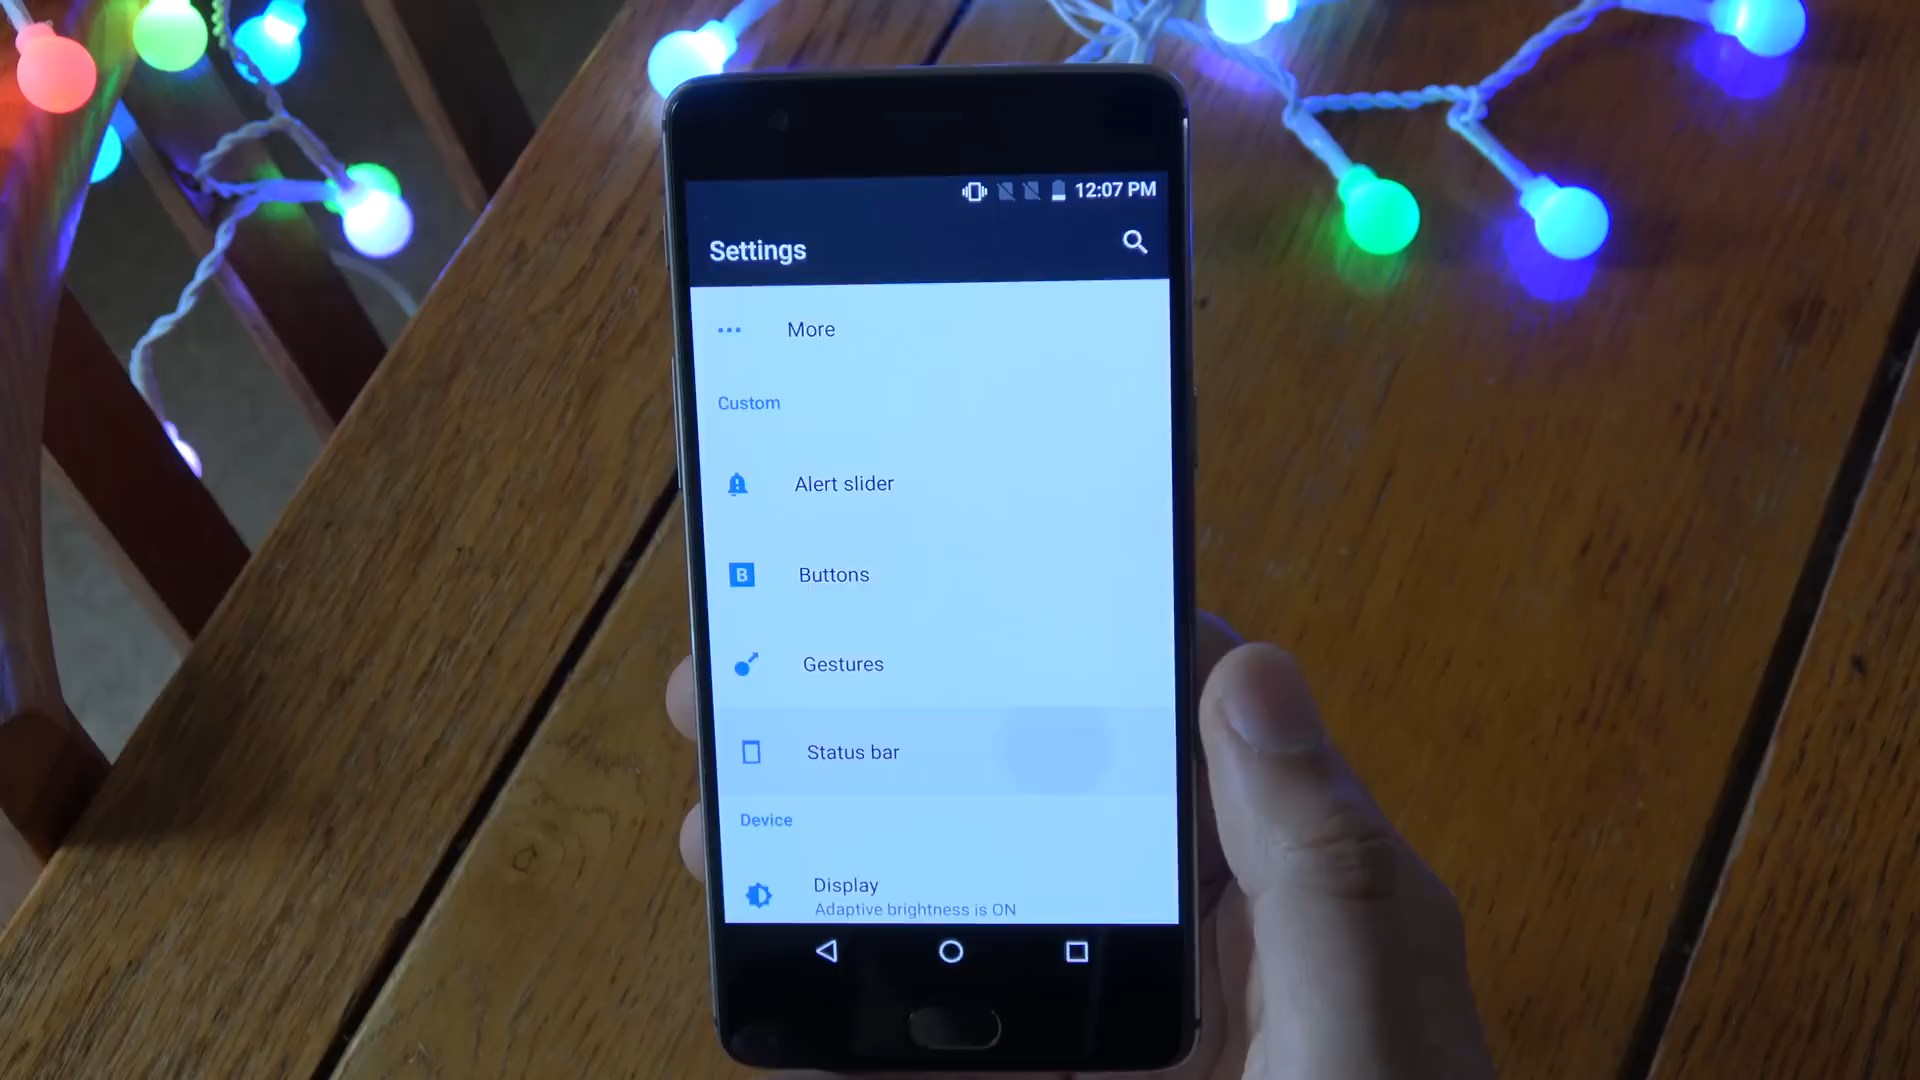 12:07 PM
Settings
More
Custom
Alert slider
B
Buttons
Gestures
Status bar
Device
Display
Adaptive brightness is ON